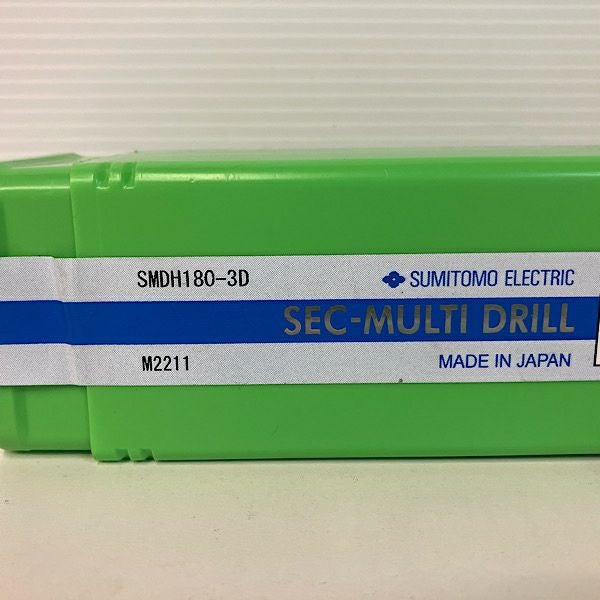 SMDH180-3D
SUMITOMO ELECTRIC
SEC-MULTI DRILL
M2211
MADE IN JAPAN